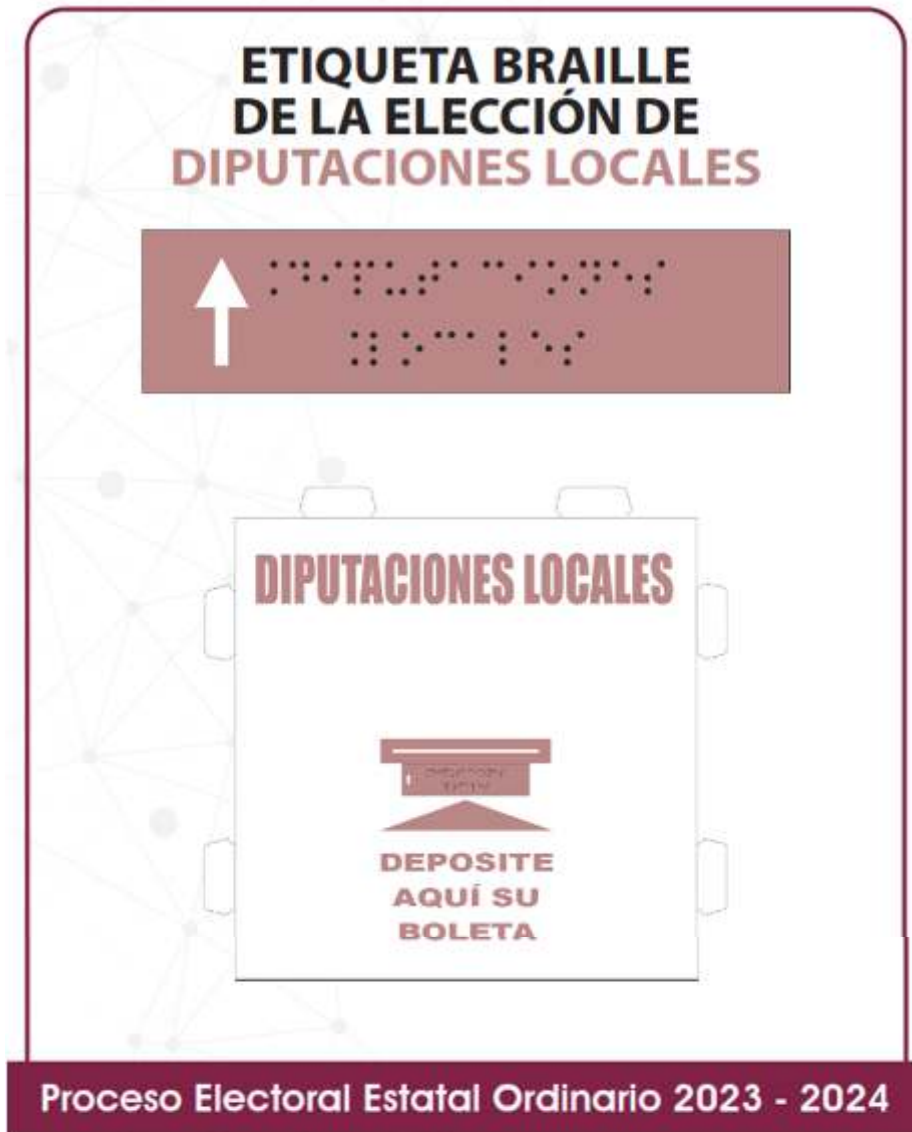 ETIQUETA BRAILLE
DE LA ELECCIÓN DE
DIPUTACIONES LOCALES
DIPUTACIONES LOCALES
DEPOSITE
AQUÍ SU
BOLETA
Proceso Electoral Estatal Ordinario 2023 - 2024